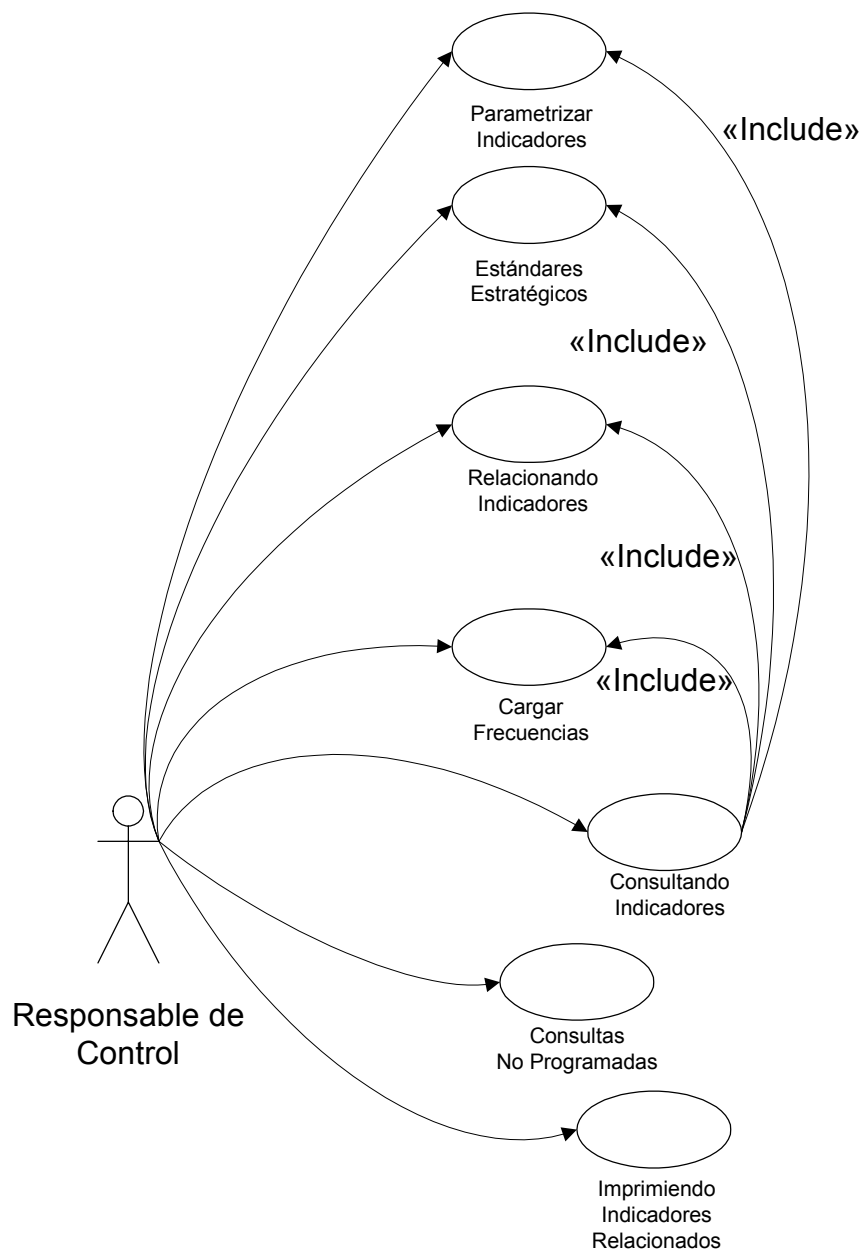 Parametrizar
Indicadores
«Include»
Estándares
Estratégicos
«Include»
Relacionando
Indicadores
«Include»
«Include»
Cargar
Frecuencias
Consultando
Indicadores
Responsable de
Control
Consultas
No Programadas
Imprimiendo
Indicadores
Relacionados